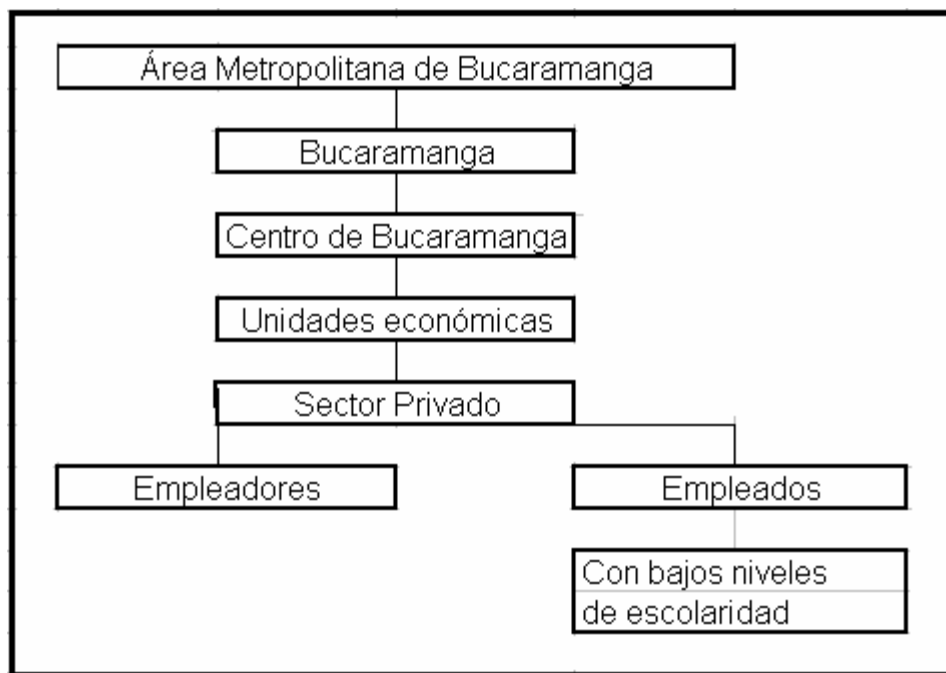 Área Metropolitana de Bucaramanga
Bucaramanga
Centro de Bucaramanga
Unidades económicas
Sector Privado
Empleadores
Empleados
Con bajos niveles
de escolaridad